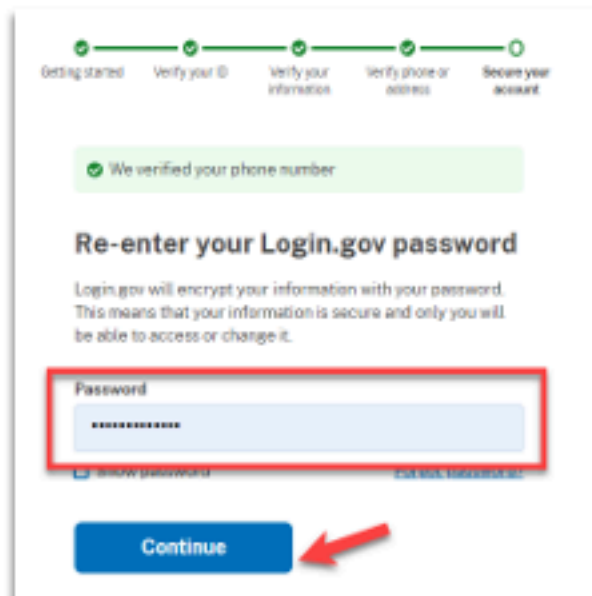 Getting started Verify your ID Verify your information Verify phone or address Secure your account
We verified your phone number
Re-enter your Login.gov password
Login.gov will encrypt your information with your password.
This means that your information is secure and only you will
be able to access or change it.
Password
•••••••••••••
Show password Forgot password?
Continue